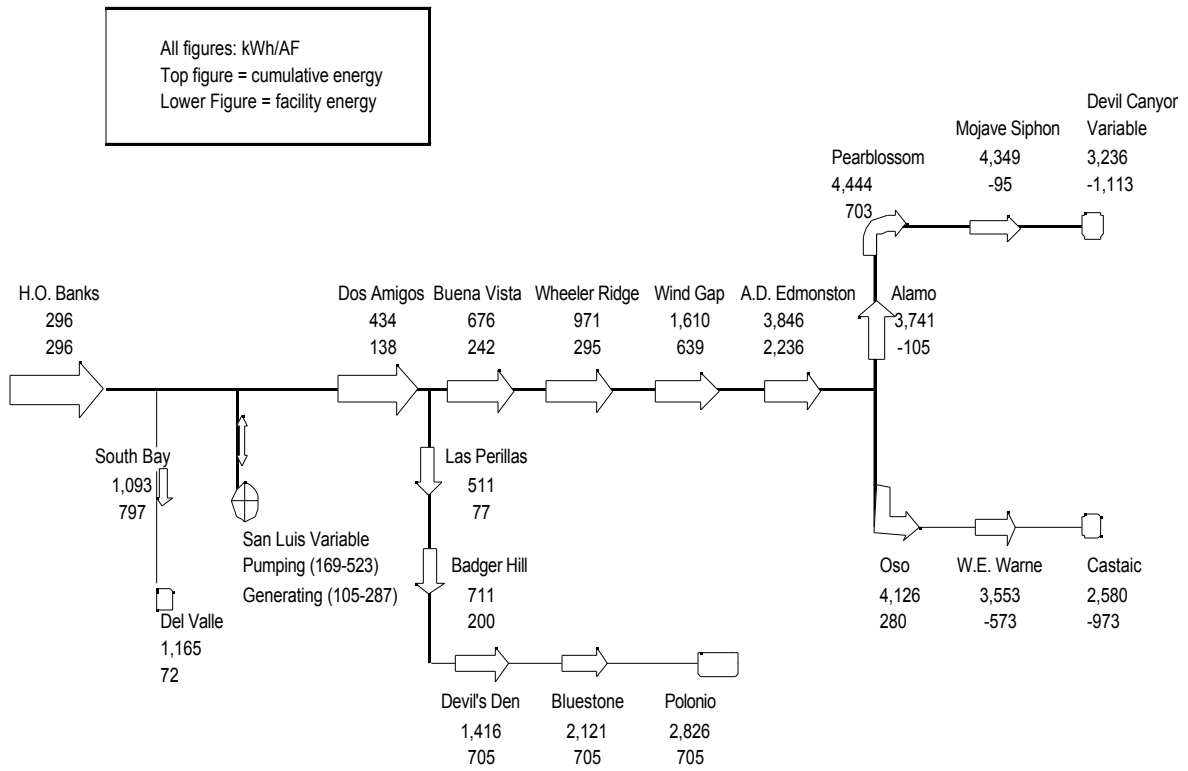 All figures: kWh/AF
Top figure = cumulative energy
Lower Figure = facility energy
Devil Canyon
Variable
3,236
-1,113
Mojave Siphon
4,349
-95
Pearblossom
4,444
703
H.O. Banks
296
296
Dos Amigos
434
138
Buena Vista
676
242
Wheeler Ridge
971
295
Wind Gap
1,610
639
A.D. Edmonston
3,846
2,236
Alamo
3,741
-105
South Bay
1,093
797
Del Valle
1,165
72
San Luis Variable
Pumping (169-523)
Generating (105-287)
Las Perillas
511
77
Badger Hill
711
200
Devil's Den
1,416
705
Bluestone
2,121
705
Polonio
2,826
705
Oso
4,126
280
W.E. Warne
3,553
-573
Castaic
2,580
-973